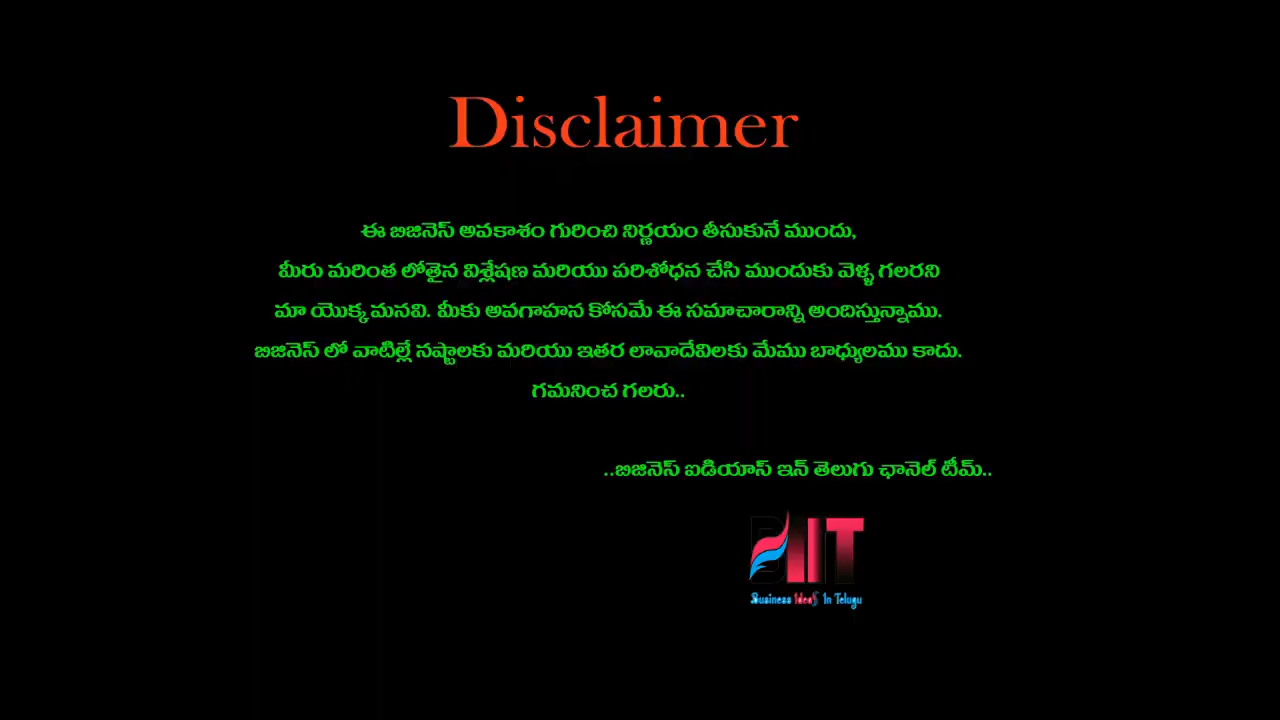 Disclaimer
ఈ బిజినెస్ అవకాశం గురించి నిర్ణయం తీసుకునే ముందు,
మీరు మరింత లోతైన విశ్లేషణ మరియు పరిశోధన చేసి ముందుకు వెళ్ళ గలరని
మా యొక్క మనవి. మీకు అవగాహన కోసమే ఈ సమాచారాన్ని అందిస్తున్నాము.
బిజినెస్ లో వాటిల్లే నష్టాలకు మరియు ఇతర లావాదేవిలకు మేము బాధ్యులము కాదు.
గమనించ గలరు..
..బిజినెస్ ఐడియాస్ ఇన్ తెలుగు ఛానెల్ టీమ్..
BIIT
Business Ideas In Telugu